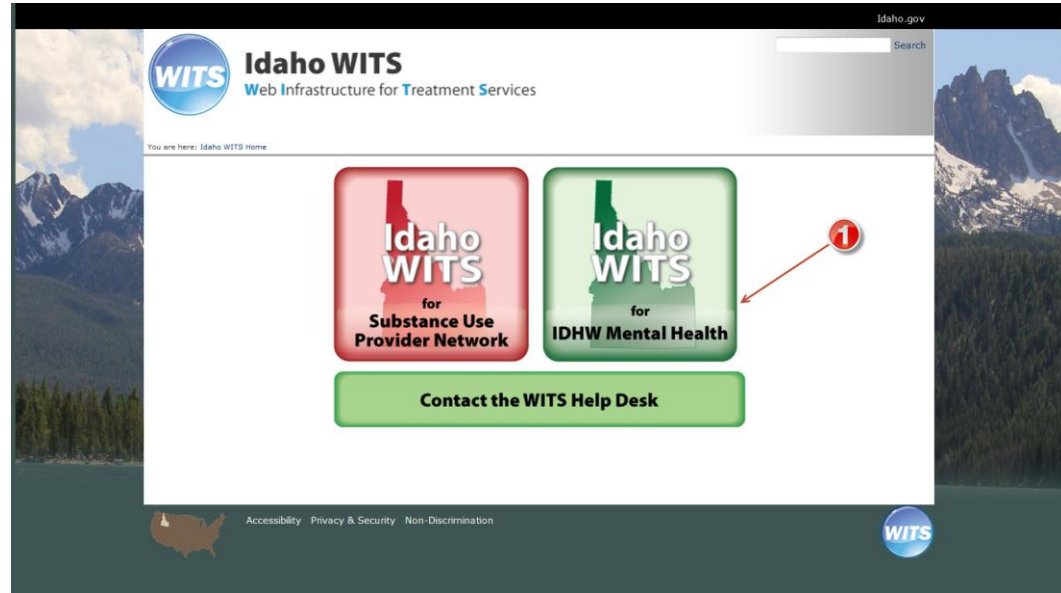 Idaho.gov
WITS
Idaho WITS
Web Infrastructure for Treatment Services
Search
You are here: Idaho WITS Home
Idaho
WITS
for
Substance Use
Provider Network
Idaho
WITS
for
IDHW Mental Health
1
Contact the WITS Help Desk
Accessibility Privacy & Security Non-Discrimination
WITS